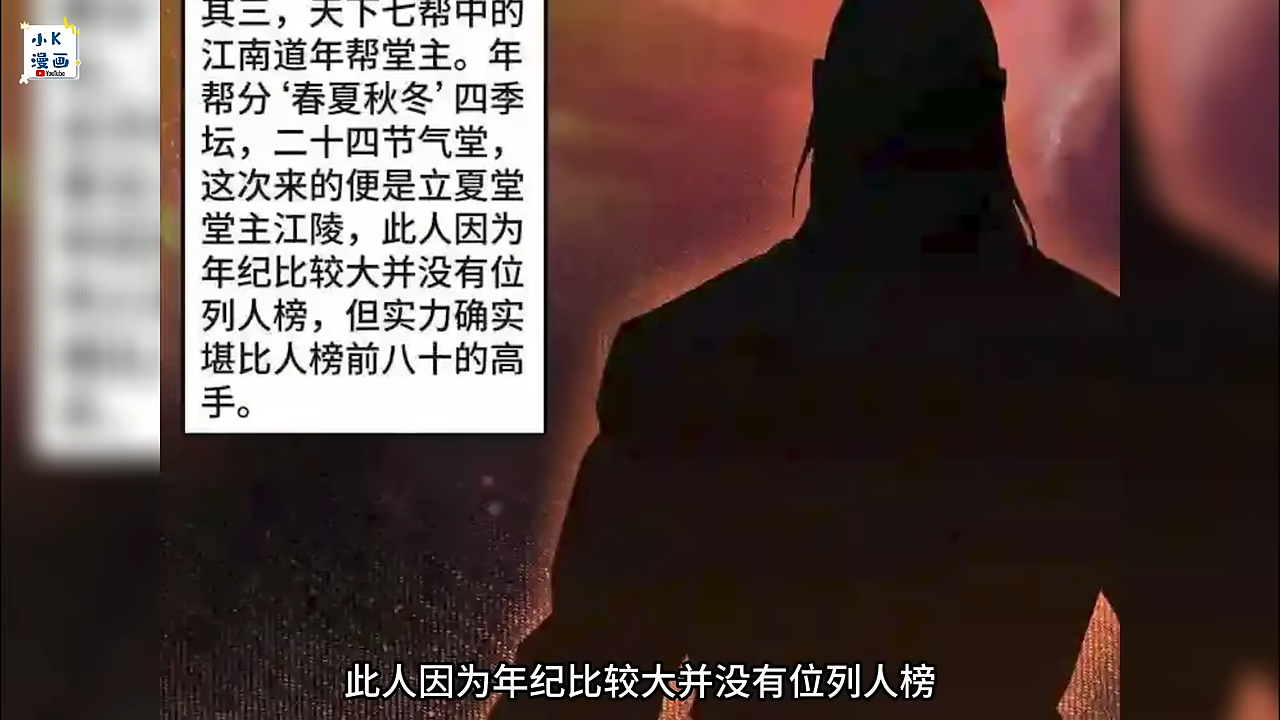 小K
漫画
YouTube
其三，天下七帮中的
江南道年帮堂主。年
帮分‘春夏秋冬’四季
坛，二十四节气堂，
这次来的便是立夏堂
堂主江陵，此人因为
年纪比较大并没有位
列人榜，但实力确实
堪比人榜前八十的高
手。
此人因为年纪比较大并没有位列人榜